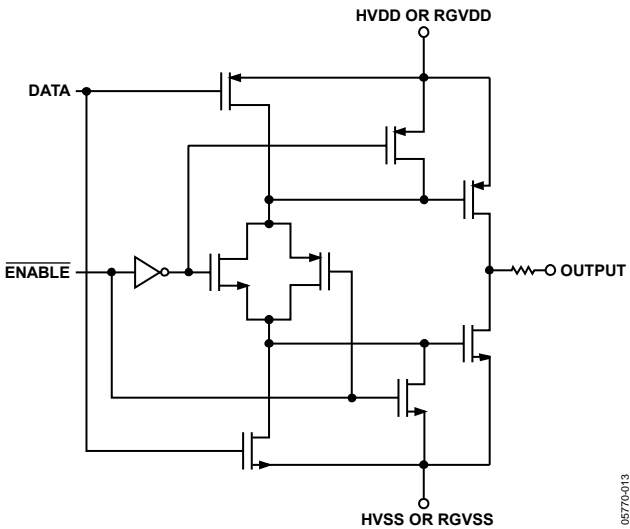 HVDD OR RGVDD
DATA
ENABLE
OUTPUT
HVSS OR RGVSS
05770-013